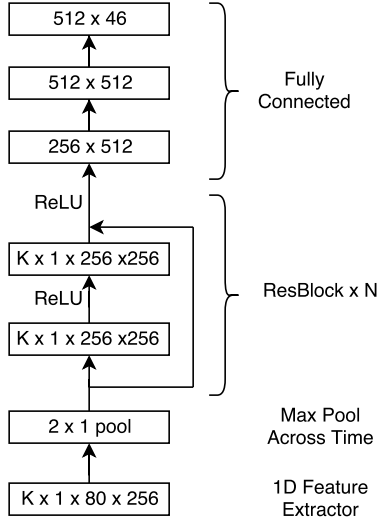 512 x 46
512 x 512
Fully
Connected
256 x 512
ReLU
K x 1 x 256 x256
ReLU
ResBlock x N
K x 1 x 256 x256
2 x 1 pool
Max Pool
Across Time
K x 1 x 80 x 256
1D Feature
Extractor